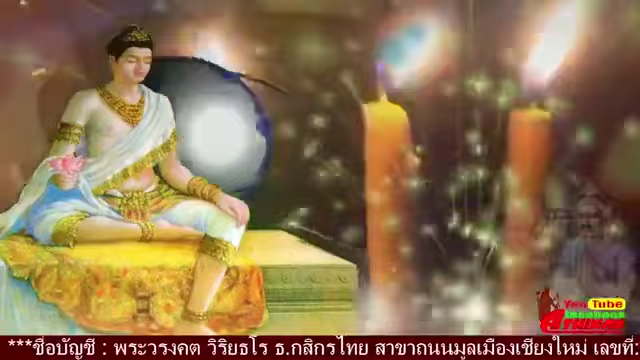 You Tube
***ชื่อบัญชี : พระวรงคต วิริยธโร ธ.กสิกรไทย สาขาถนนมูลเมืองเชียงใหม่ เลขที่